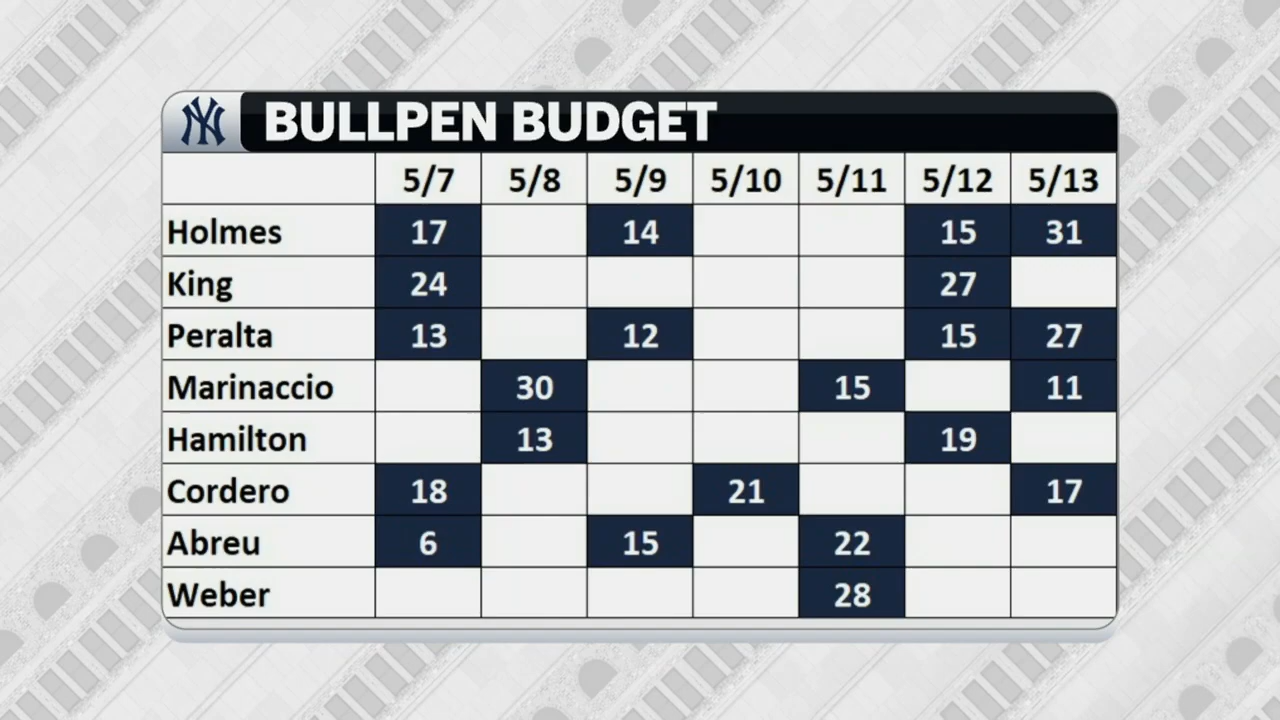 NY BULLPEN BUDGET
5/7 5/8 5/9 5/10 5/11 5/12 5/13
Holmes 17 14 15 31
King 24 27
Peralta 13 12 15 27
Marinaccio 30 15 11
Hamilton 13 19
Cordero 18 21 17
Abreu 6 15 22
Weber 28